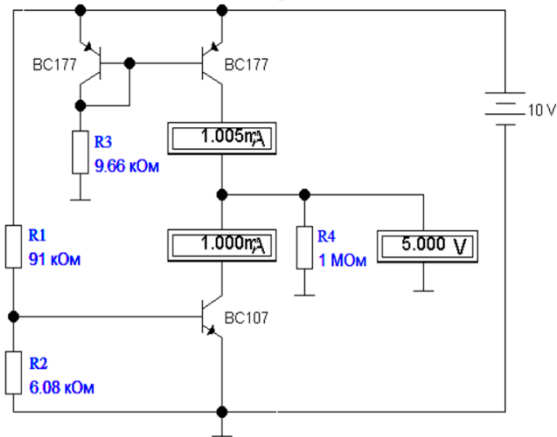 BC177
BC177
1.005mA
10 V
R3
9.66 кОм
R1
91 кОм
1.000mA
R4
1 МОм
5.000 V
BC107
R2
6.08 кОм